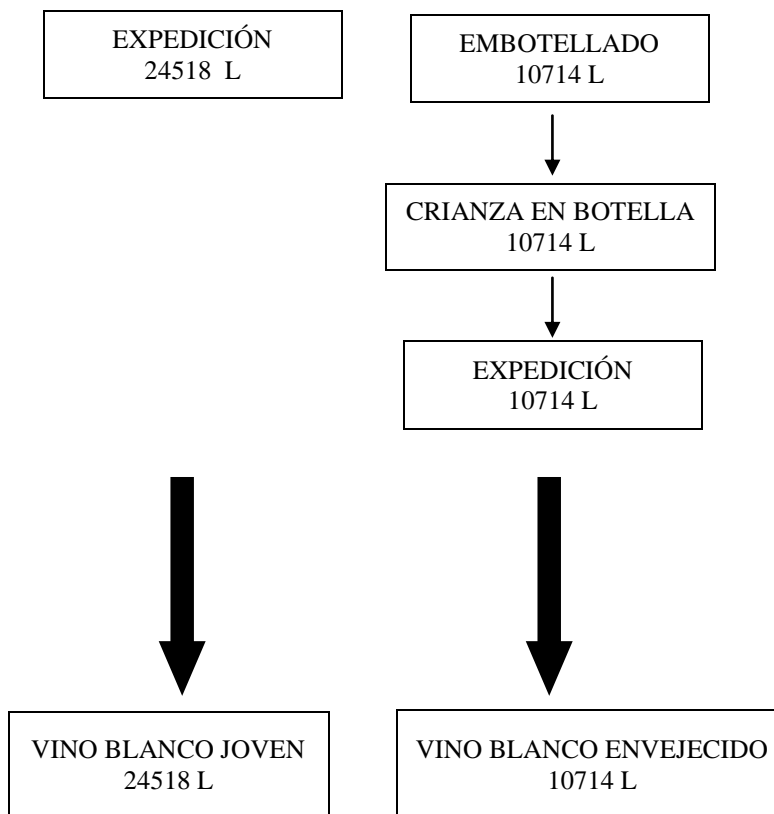 EXPEDICIÓN
24518 L
EMBOTELLADO
10714 L
CRIANZA EN BOTELLA
10714 L
EXPEDICIÓN
10714 L
VINO BLANCO JOVEN
24518 L
VINO BLANCO ENVEJECIDO
10714 L